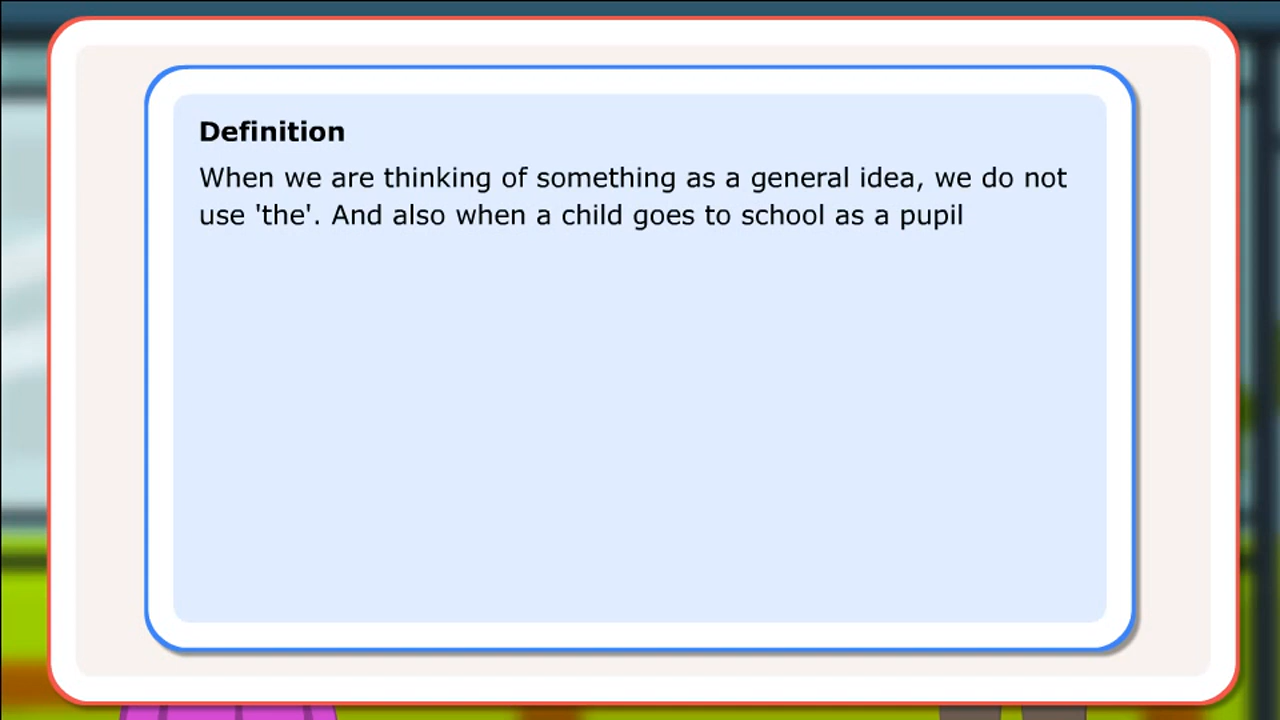 Definition
When we are thinking of something as a general idea, we do not
use 'the'. And also when a child goes to school as a pupil